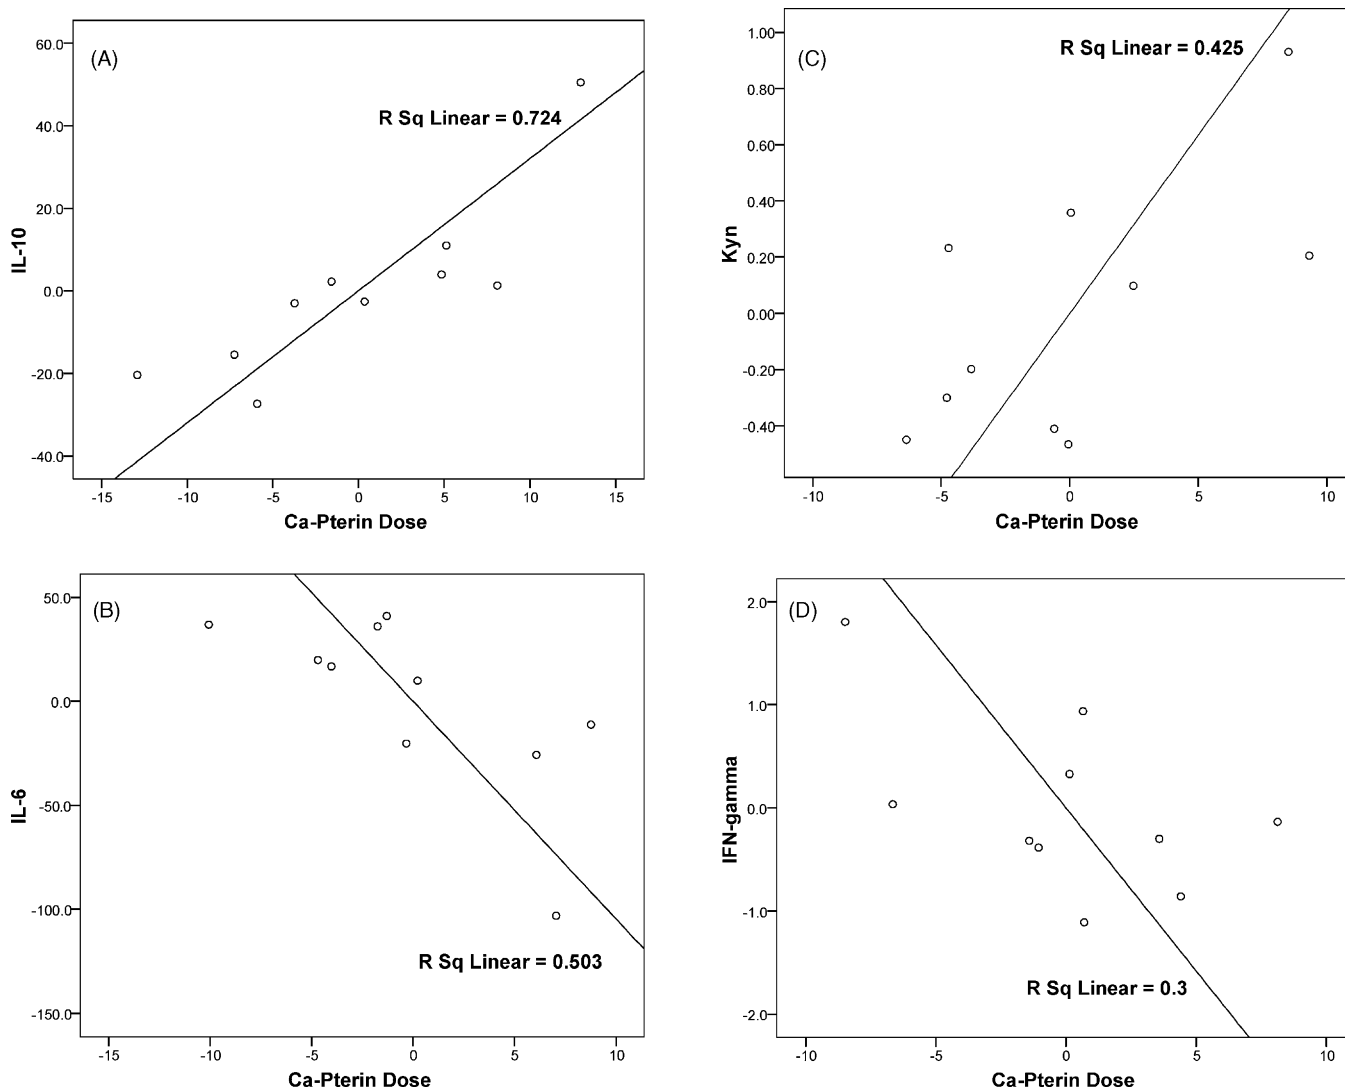 (A)
R Sq Linear = 0.724
IL-10
60.0
40.0
20.0
0.0
-20.0
-40.0
-15
-10
-5
0
5
10
15
Ca-Pterin Dose
(C)
R Sq Linear = 0.425
Kyn
1.00
0.80
0.60
0.40
0.20
0.00
-0.20
-0.40
-10
-5
0
5
10
Ca-Pterin Dose
(B)
R Sq Linear = 0.503
IL-6
50.0
0.0
-50.0
-100.0
-150.0
-15
-10
-5
0
5
10
Ca-Pterin Dose
(D)
R Sq Linear = 0.3
IFN-gamma
2.0
1.0
0.0
-1.0
-2.0
-10
-5
0
5
10
Ca-Pterin Dose